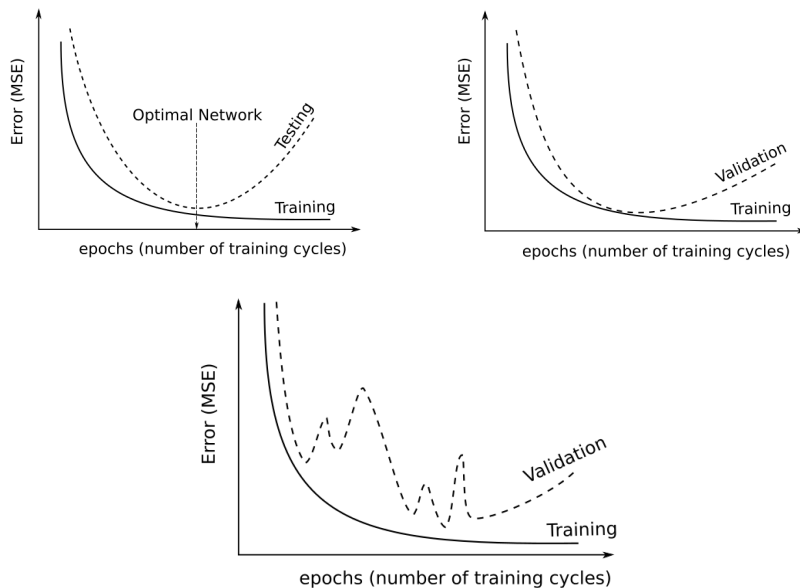 Error (MSE)
Optimal Network
Testing
Training
epochs (number of training cycles)
Error (MSE)
Validation
Training
epochs (number of training cycles)
Error (MSE)
Validation
Training
epochs (number of training cycles)